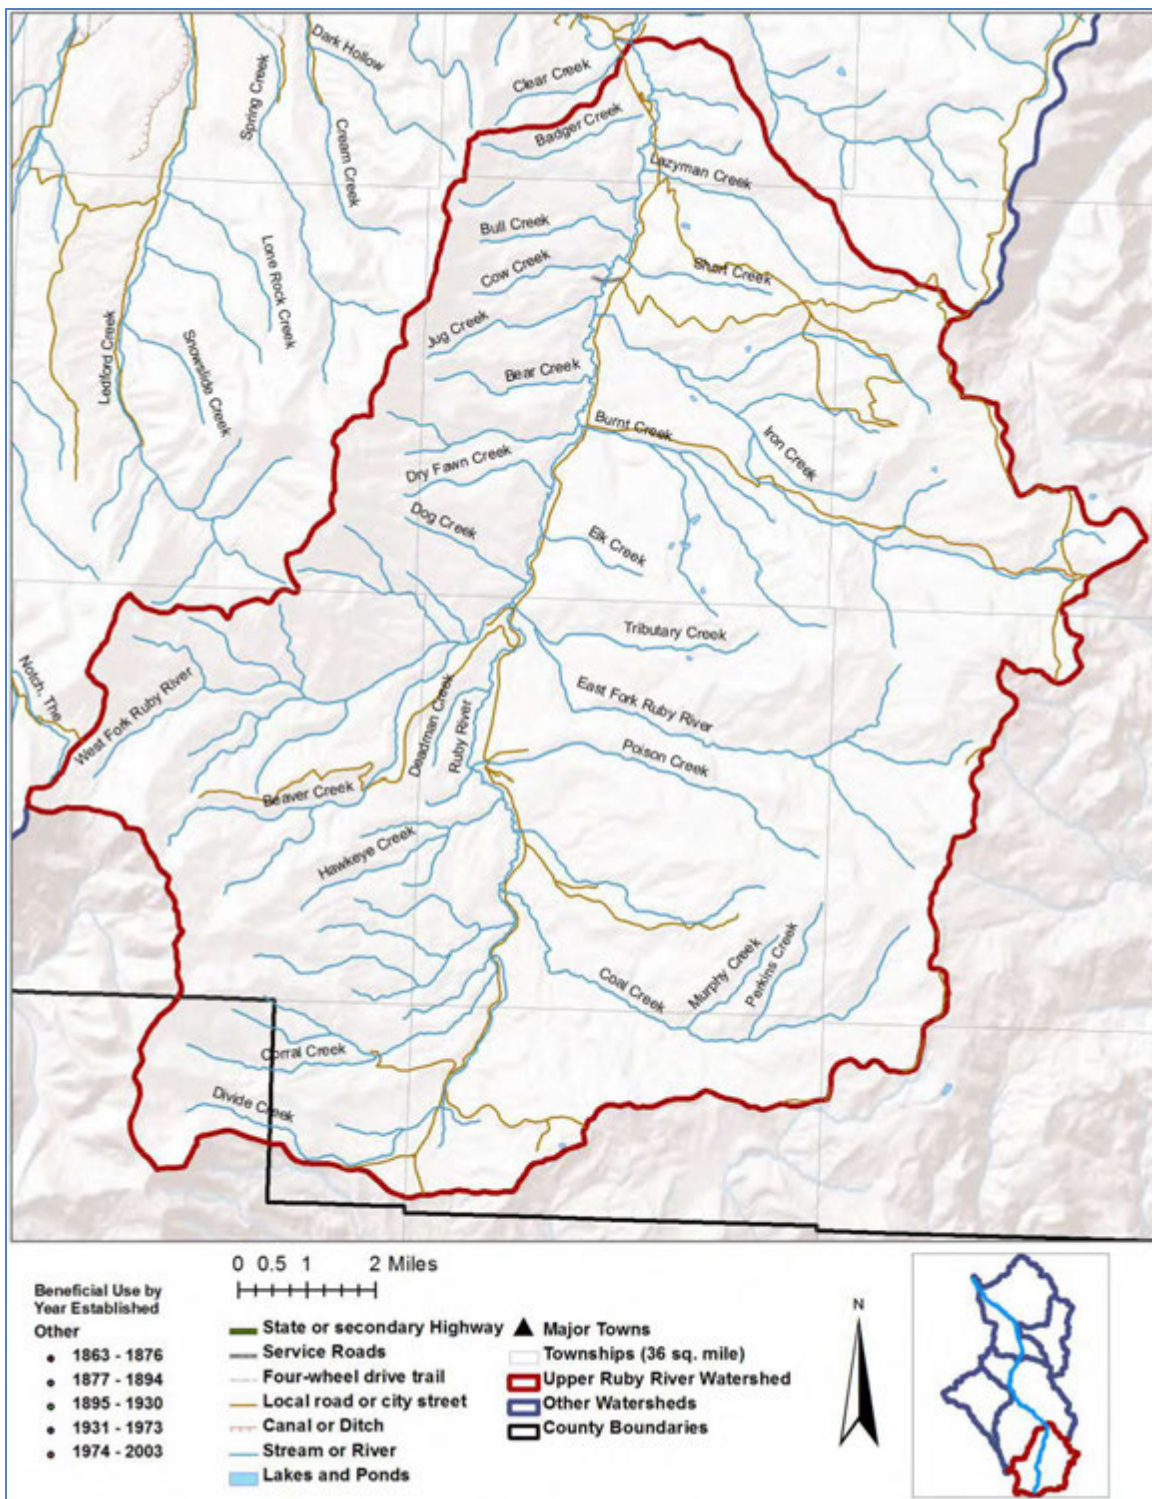 Dark Hollow
Clear Creek
Spring Creek
Badger Creek
Cream Creek
Lazyman Creek
Bull Creek
Lone Rock Creek
Cow Creek
Short Creek
Jug Creek
Ledford Creek
Snowslide Creek
Bear Creek
Burnt Creek
Iron Creek
Dry Fawn Creek
Dog Creek
Elk Creek
Tributary Creek
Notch, The
West Fork Ruby River
Deadman Creek
Ruby River
East Fork Ruby River
Poison Creek
Beaver Creek
Hawkeye Creek
Coal Creek
Murphy Creek
Perkins Creek
Corral Creek
Divide Creek
0 0.5 1 2 Miles
Beneficial Use by
Year Established
Other
1863 - 1876
1877 - 1894
1895 - 1930
1931 - 1973
1974 - 2003
State or secondary Highway
Service Roads
Four-wheel drive trail
Local road or city street
Canal or Ditch
Stream or River
Lakes and Ponds
Major Towns
Townships (36 sq. mile)
Upper Ruby River Watershed
Other Watersheds
County Boundaries
N